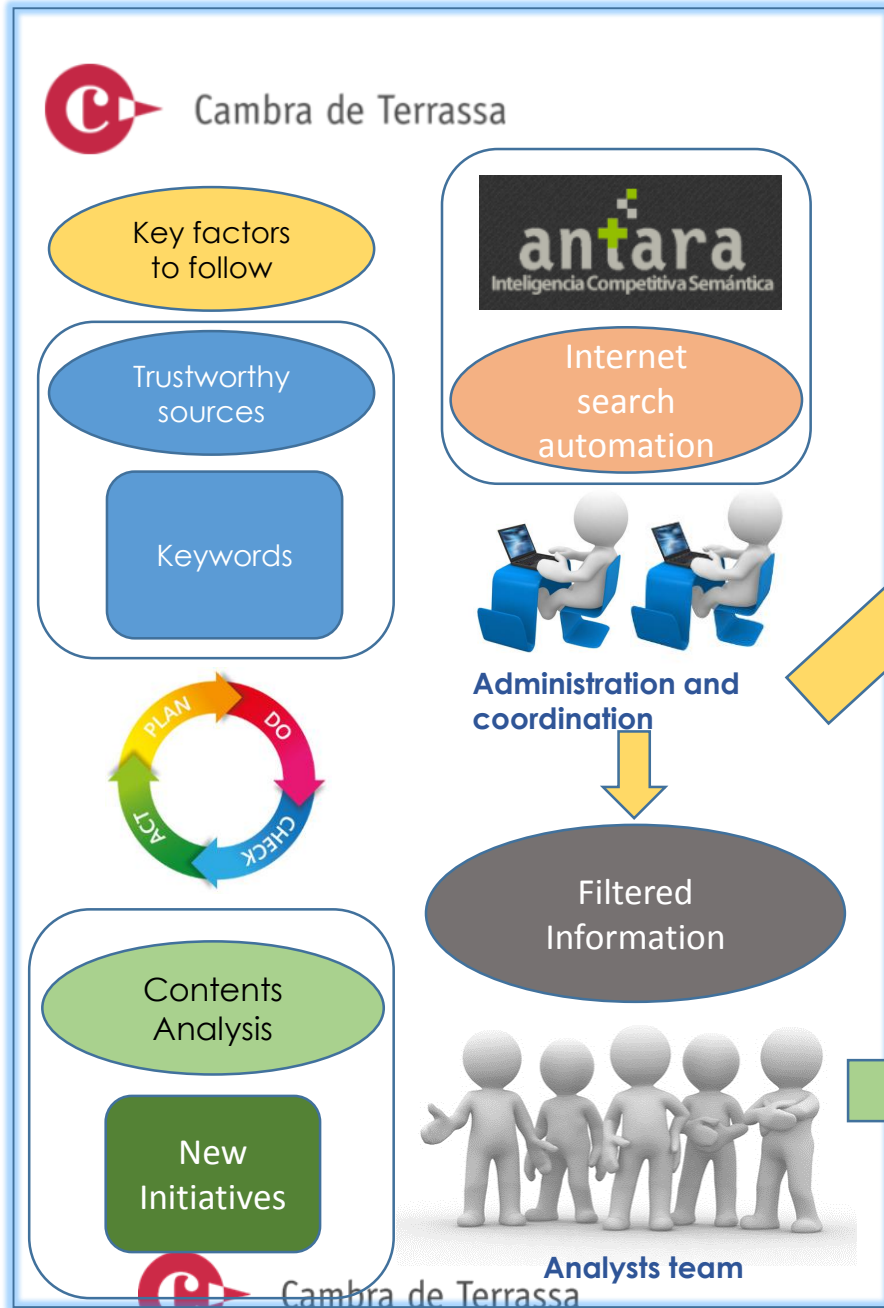 Cambra de Terrassa
Key factors
to follow
Trustworthy
sources
Keywords
PLAN
DO
CHECK
ACT
Contents
Analysis
New
Initiatives
antara
Inteligencia Competitiva Semántica
Internet
search
automation
Administration and
coordination
Filtered
Information
Analysts team
Cambra de Terrassa